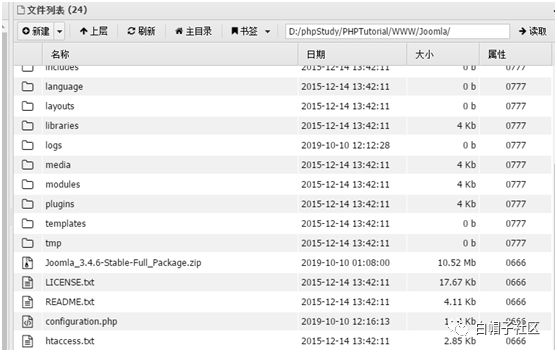 文件列表 (24)
新建 上层 刷新 主目录 书签 D:/phpStudy/PHPTutorial/WWW/Joomla/ 读取
名称 日期 大小 属性
includes 2015-12-14 13:42:11 0 b 0777
language 2015-12-14 13:42:11 0 b 0777
layouts 2015-12-14 13:42:11 0 b 0777
libraries 2015-12-14 13:42:11 4 Kb 0777
logs 2019-10-10 12:12:28 0 b 0777
media 2015-12-14 13:42:11 4 Kb 0777
modules 2015-12-14 13:42:11 4 Kb 0777
plugins 2015-12-14 13:42:11 4 Kb 0777
templates 2015-12-14 13:42:11 0 b 0777
tmp 2015-12-14 13:42:11 0 b 0777
Joomla_3.4.6-Stable-Full_Package.zip 2019-10-10 01:08:00 10.52 Mb 0666
LICENSE.txt 2015-12-14 13:42:11 17.67 Kb 0666
README.txt 2015-12-14 13:42:11 4.11 Kb 0666
configuration.php 2019-10-10 12:16:13 Kb 0666
htaccess.txt 2015-12-14 13:42:11 2.85 Kb 0666
白帽子社区